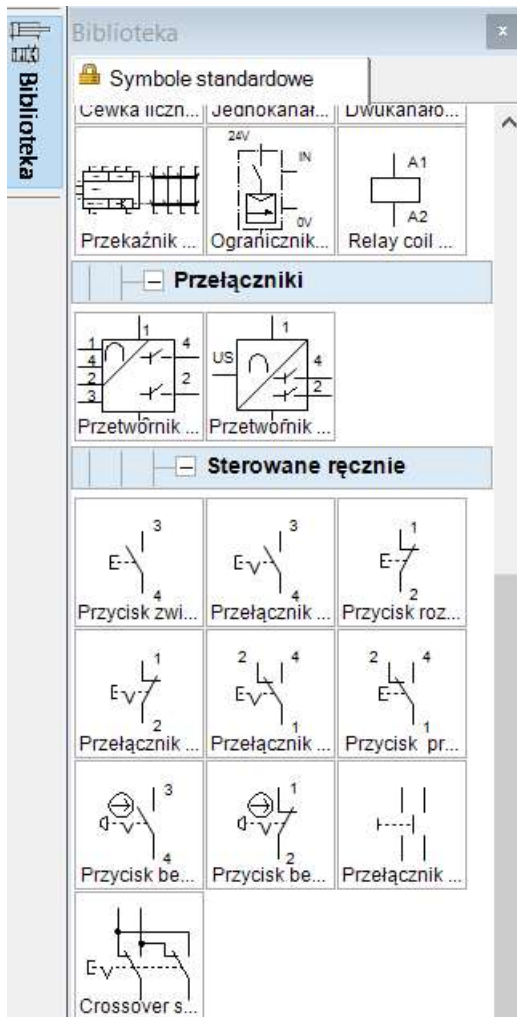 Biblioteka
Biblioteka
x
Symbole standardowe
Cewka liczn... Jednokanał... Dwukanało...
24V
IN
0V
A1
A2
Przekaźnik ... Ogranicznik... Relay coil ...
Przełączniki
1
1
4
2
3
4
2
1
US
4
2
Przetwornik ... Przetwornik ...
Sterowane ręcznie
3
4
3
4
1
2
Przycisk zwi... Przełącznik ... Przycisk roz...
1
2
2 4
1
2 4
1
Przełącznik ... Przełącznik ... Przycisk pr...
3
4
1
2
Przycisk be... Przycisk be... Przełącznik ...
Crossover s...